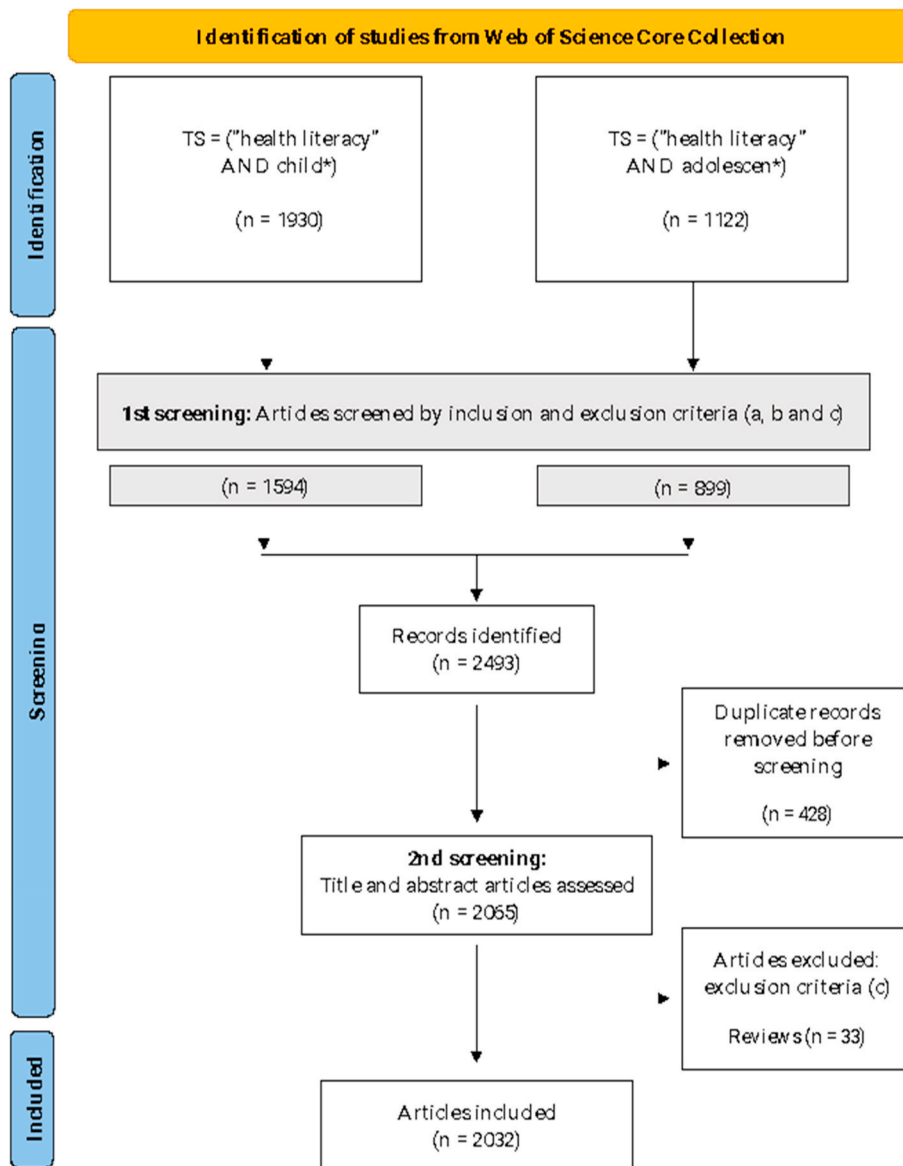 Identification of studies from Web of Science Core Collection
Identification
TS = ("health literacy"
AND child*)
(n = 1930)
TS = ("health literacy"
AND adolescen*)
(n = 1122)
Screening
1st screening: Articles screened by inclusion and exclusion criteria (a, b and c)
(n = 1594)
(n = 899)
Records identified
(n = 2493)
Duplicate records
removed before
screening
(n = 428)
2nd screening:
Title and abstract articles assessed
(n = 2065)
Articles excluded:
exclusion criteria (c)
Reviews (n = 33)
Included
Articles included
(n = 2032)